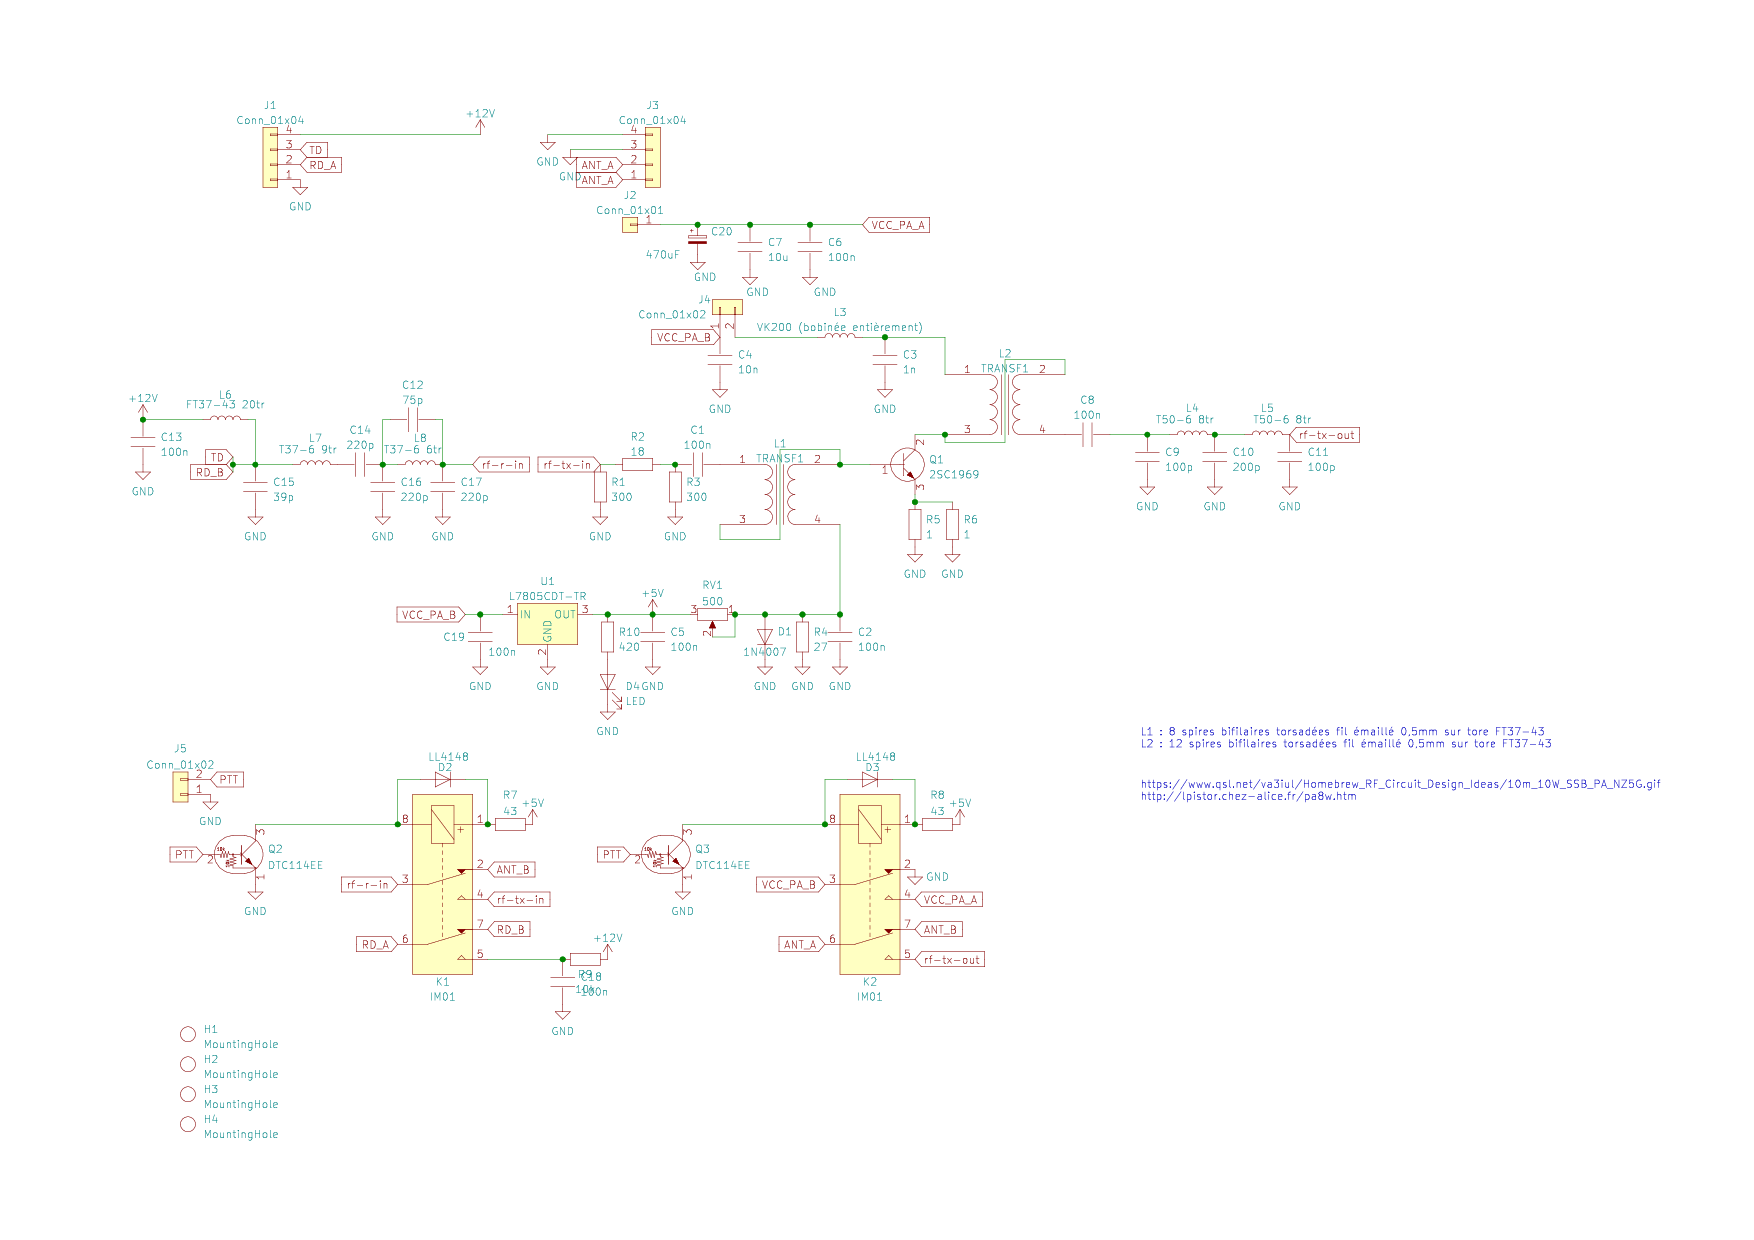 J1
Conn_01x04
4
3
2
1
TD
RD_A
GND
+12V
J3
Conn_01x04
4
3
2
1
GND
GND
ANT_A
ANT_A
J2
Conn_01x01
1
VCC_PA_A
C20
470uF
GND
C7
10u
GND
C6
100n
GND
J4
Conn_01x02
1
2
VCC_PA_B
C4
10n
GND
L3
VK200 (bobinée entièrement)
C3
1n
GND
L2
TRANSF1
1
2
3
4
C8
100n
L4
T50-6 8tr
L5
T50-6 8tr
rf-tx-out
C9
100p
GND
C10
200p
GND
C11
100p
GND
+12V
L6
FT37-43 20tr
C13
100n
GND
TD
RD_B
L7
T37-6 9tr
C14
220p
C12
75p
L8
T37-6 6tr
rf-r-in
C15
39p
GND
C16
220p
GND
C17
220p
GND
rf-tx-in
R2
18
R1
300
GND
C1
100n
R3
300
GND
L1
TRANSF1
1
2
3
4
Q1
2SC1969
1
2
3
R5
1
GND
R6
1
GND
VCC_PA_B
C19
100n
GND
U1
L7805CDT-TR
1
IN
OUT
3
GND
2
GND
R10
420
D4
LED
GND
+5V
C5
100n
GND
RV1
500
3
1
2
D1
1N4007
GND
R4
27
GND
C2
100n
GND
L1 : 8 spires bifilaires torsadées fil émaillé 0,5mm sur tore FT37-43
L2 : 12 spires bifilaires torsadées fil émaillé 0,5mm sur tore FT37-43
https://www.qsl.net/va3iul/Homebrew_RF_Circuit_Design_Ideas/10m_10W_SSB_PA_NZ5G.gif
http://lpistor.chez-alice.fr/pa8w.htm
J5
Conn_01x02
2
1
PTT
GND
PTT
2
3
1
10k
Q2
DTC114EE
GND
LL4148
D2
R7
43
+5V
8
1
+
2
3
4
7
6
5
ANT_B
rf-r-in
rf-tx-in
RD_B
RD_A
K1
IM01
+12V
R9
10k
C18
100n
GND
PTT
2
3
1
10k
Q3
DTC114EE
GND
LL4148
D3
R8
43
+5V
8
1
+
2
3
4
7
6
5
GND
VCC_PA_B
VCC_PA_A
ANT_B
ANT_A
rf-tx-out
K2
IM01
H1
MountingHole
H2
MountingHole
H3
MountingHole
H4
MountingHole